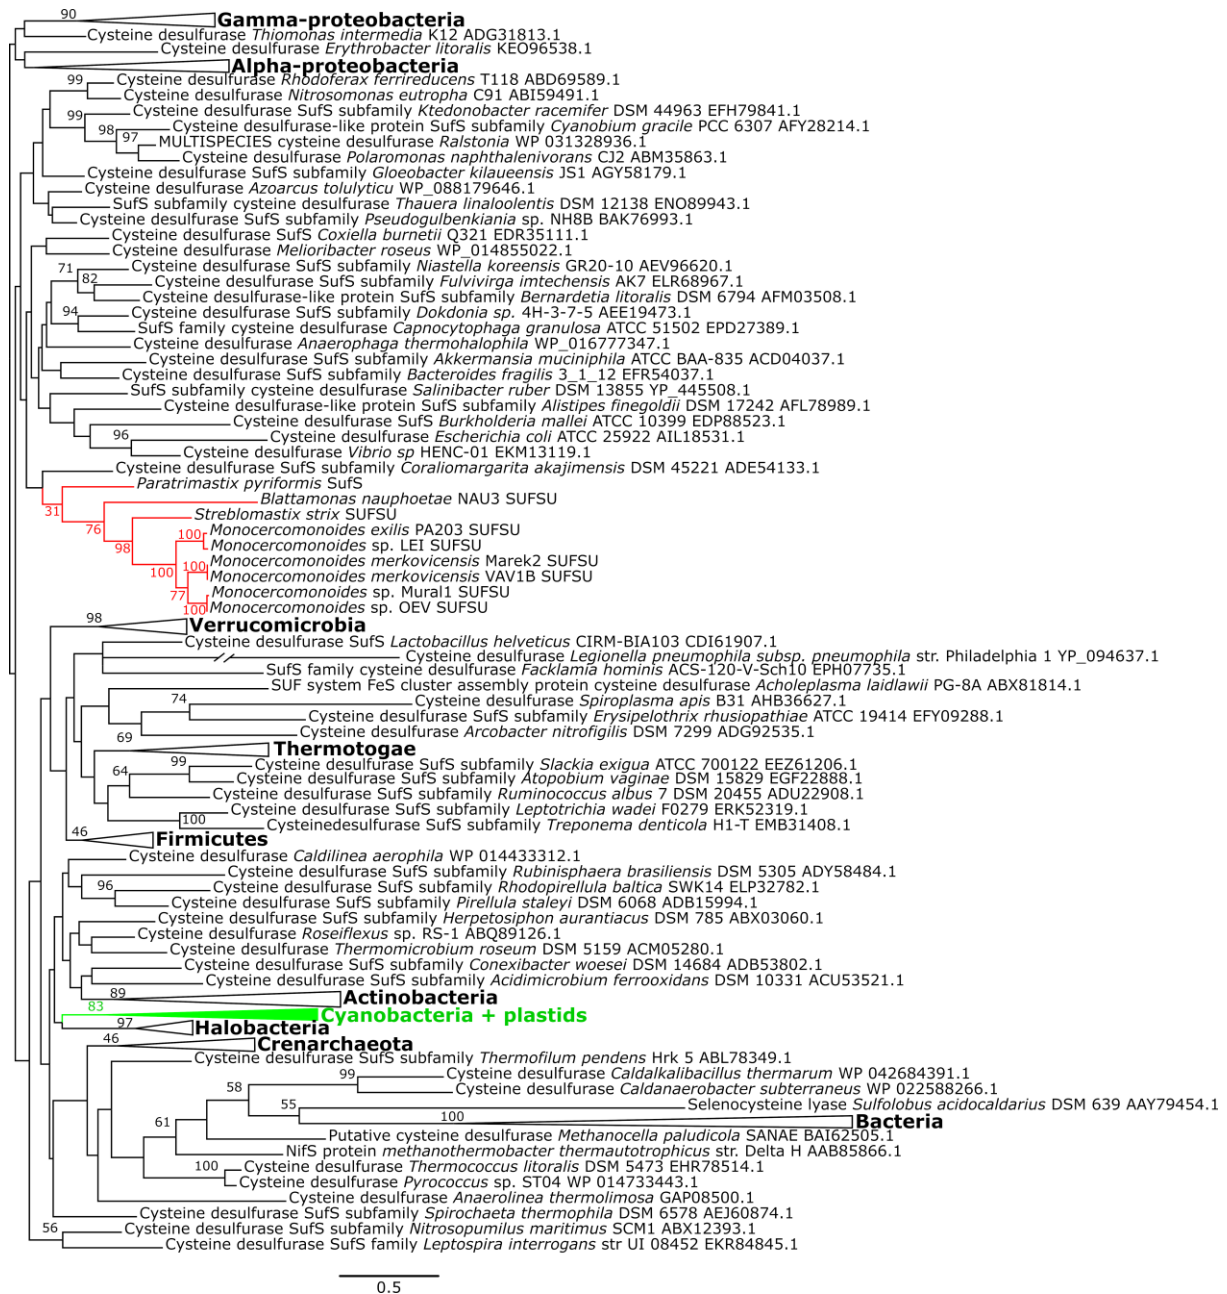 90
Gamma-proteobacteria
Cysteine desulfurase Thiomonas intermedia K12 ADG31813.1
Cysteine desulfurase Erythrobacter litoralis KEO96538.1
Alpha-proteobacteria
99
Cysteine desulfurase Rhodoferax ferrireducens T118 ABD69589.1
Cysteine desulfurase Nitrosomonas eutropha C91 ABI59491.1
99
Cysteine desulfurase SufS subfamily Ktedonobacter racemifer DSM 44963 EFH79841.1
98
Cysteine desulfurase-like protein SufS subfamily Cyanobium gracile PCC 6307 AFY28214.1
97
MULTISPECIES cysteine desulfurase Ralstonia WP 031328936.1
Cysteine desulfurase Polaromonas naphthalenivorans CJ2 ABM35863.1
Cysteine desulfurase SufS subfamily Gloeobacter kilaueensis JS1 AGY58179.1
Cysteine desulfurase Azoarcus tolulyticu WP_088179646.1
SufS subfamily cysteine desulfurase Thauera linaloolentis DSM 12138 ENO89943.1
Cysteine desulfurase SufS subfamily Pseudogulbenkiania sp. NH8B BAK76993.1
Cysteine desulfurase SufS Coxiella burnetii Q321 EDR35111.1
Cysteine desulfurase Melioribacter roseus WP_014855022.1
71
Cysteine desulfurase SufS subfamily Niastella koreensis GR20-10 AEV96620.1
82
Cysteine desulfurase SufS subfamily Fulvivirga imtechensis AK7 ELR68967.1
Cysteine desulfurase-like protein SufS subfamily Bernardetia litoralis DSM 6794 AFM03508.1
94
Cysteine desulfurase SufS subfamily Dokdonia sp. 4H-3-7-5 AEE19473.1
SufS family cysteine desulfurase Capnocytophaga granulosa ATCC 51502 EPD27389.1
Cysteine desulfurase Anaerophaga thermohalophila WP_016777347.1
Cysteine desulfurase SufS subfamily Akkermansia muciniphila ATCC BAA-835 ACD04037.1
Cysteine desulfurase SufS subfamily Bacteroides fragilis 3_1_12 EFR54037.1
SufS subfamily cysteine desulfurase Salinibacter ruber DSM 13855 YP_445508.1
Cysteine desulfurase-like protein SufS subfamily Alistipes finegoldii DSM 17242 AFL78989.1
Cysteine desulfurase SufS Burkholderia mallei ATCC 10399 EDP88523.1
96
Cysteine desulfurase Escherichia coli ATCC 25922 AIL18531.1
Cysteine desulfurase Vibrio sp HENC-01 EKM13119.1
Cysteine desulfurase SufS subfamily Coraliomargarita akajimensis DSM 45221 ADE54133.1
Paratrimastix pyriformis SufS
31
Blattamonas nauphoetae NAU3 SUFSU
76
Streblomastix strix SUFSU
98
100
Monocercomonoides exilis PA203 SUFSU
Monocercomonoides sp. LEI SUFSU
100
100
Monocercomonoides merkovicensis Marek2 SUFSU
Monocercomonoides merkovicensis VAV1B SUFSU
77
Monocercomonoides sp. Mural1 SUFSU
100
Monocercomonoides sp. OEV SUFSU
98
Verrucomicrobia
Cysteine desulfurase SufS Lactobacillus helveticus CIRM-BIA103 CDI61907.1
Cysteine desulfurase Legionella pneumophila subsp. pneumophila str. Philadelphia 1 YP_094637.1
SufS family cysteine desulfurase Facklamia hominis ACS-120-V-Sch10 EPH07735.1
SUF system FeS cluster assembly protein cysteine desulfurase Acholeplasma laidlawii PG-8A ABX81814.1
74
Cysteine desulfurase Spiroplasma apis B31 AHB36627.1
Cysteine desulfurase SufS subfamily Erysipelothrix rhusiopathiae ATCC 19414 EFY09288.1
Cysteine desulfurase Arcobacter nitrofigilis DSM 7299 ADG92535.1
69
Thermotogae
99
Cysteine desulfurase SufS subfamily Slackia exigua ATCC 700122 EEZ61206.1
64
Cysteine desulfurase SufS subfamily Atopobium vaginae DSM 15829 EGF22888.1
Cysteine desulfurase SufS subfamily Ruminococcus albus 7 DSM 20455 ADU22908.1
Cysteine desulfurase SufS subfamily Leptotrichia wadei F0279 ERK52319.1
100
Cysteinedesulfurase SufS subfamily Treponema denticola H1-T EMB31408.1
46
Firmicutes
Cysteine desulfurase Caldilinea aerophila WP 014433312.1
Cysteine desulfurase SufS subfamily Rubinisphaera brasiliensis DSM 5305 ADY58484.1
96
Cysteine desulfurase SufS subfamily Rhodopirellula baltica SWK14 ELP32782.1
Cysteine desulfurase SufS subfamily Pirellula staleyi DSM 6068 ADB15994.1
Cysteine desulfurase SufS subfamily Herpetosiphon aurantiacus DSM 785 ABX03060.1
Cysteine desulfurase Roseiflexus sp. RS-1 ABQ89126.1
Cysteine desulfurase Thermomicrobium roseum DSM 5159 ACM05280.1
Cysteine desulfurase SufS subfamily Conexibacter woesei DSM 14684 ADB53802.1
Cysteine desulfurase SufS subfamily Acidimicrobium ferrooxidans DSM 10331 ACU53521.1
89
Actinobacteria
83
Cyanobacteria + plastids
97
Halobacteria
46
Crenarchaeota
Cysteine desulfurase SufS subfamily Thermofilum pendens Hrk 5 ABL78349.1
99
Cysteine desulfurase Caldalkalibacillus thermarum WP 042684391.1
58
Cysteine desulfurase Caldanaerobacter subterraneus WP 022588266.1
55
Selenocysteine lyase Sulfolobus acidocaldarius DSM 639 AAY79454.1
100
Bacteria
61
Putative cysteine desulfurase Methanocella paludicola SANAE BAI62505.1
NifS protein methanothermobacter thermautotrophicus str. Delta H AAB85866.1
100
Cysteine desulfurase Thermococcus litoralis DSM 5473 EHR78514.1
Cysteine desulfurase Pyrococcus sp. ST04 WP 014733443.1
Cysteine desulfurase Anaerolinea thermolimosa GAP08500.1
Cysteine desulfurase SufS subfamily Spirochaeta thermophila DSM 6578 AEJ60874.1
56
Cysteine desulfurase SufS subfamily Nitrosopumilus maritimus SCM1 ABX12393.1
Cysteine desulfurase SufS family Leptospira interrogans str UI 08452 EKR84845.1
0.5